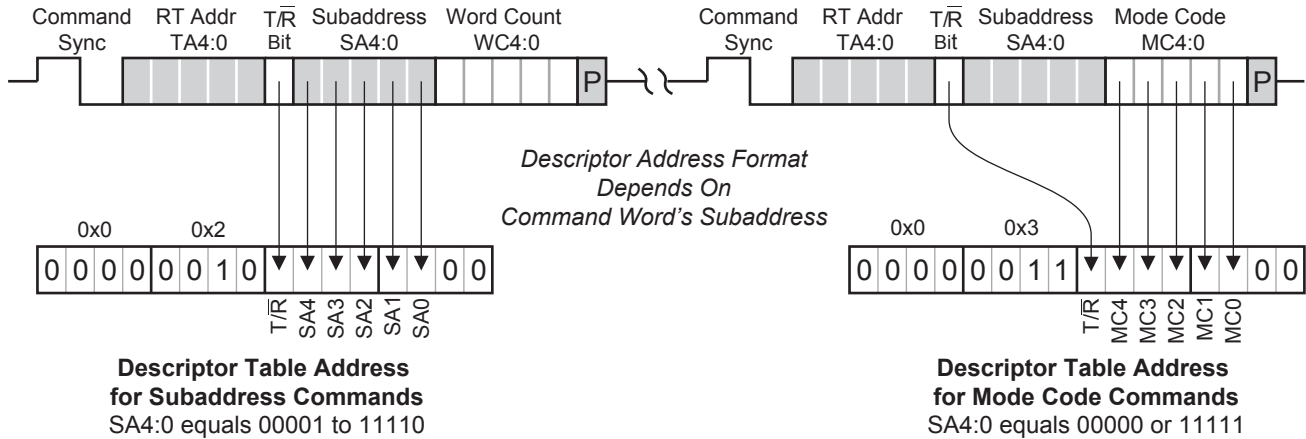 Command RT Addr T/R Subaddress Word Count
Sync TA4:0 Bit SA4:0 WC4:0
P
Command RT Addr T/R Subaddress Mode Code
Sync TA4:0 Bit SA4:0 MC4:0
P
Descriptor Address Format
Depends On
Command Word's Subaddress
0x0 0x2
0 0 0 0 0 0 1 0 0 0
T/R SA4 SA3 SA2 SA1 SA0
Descriptor Table Address
for Subaddress Commands
SA4:0 equals 00001 to 11110
0x0 0x3
0 0 0 0 0 0 1 1 0 0
T/R MC4 MC3 MC2 MC1 MC0
Descriptor Table Address
for Mode Code Commands
SA4:0 equals 00000 or 11111